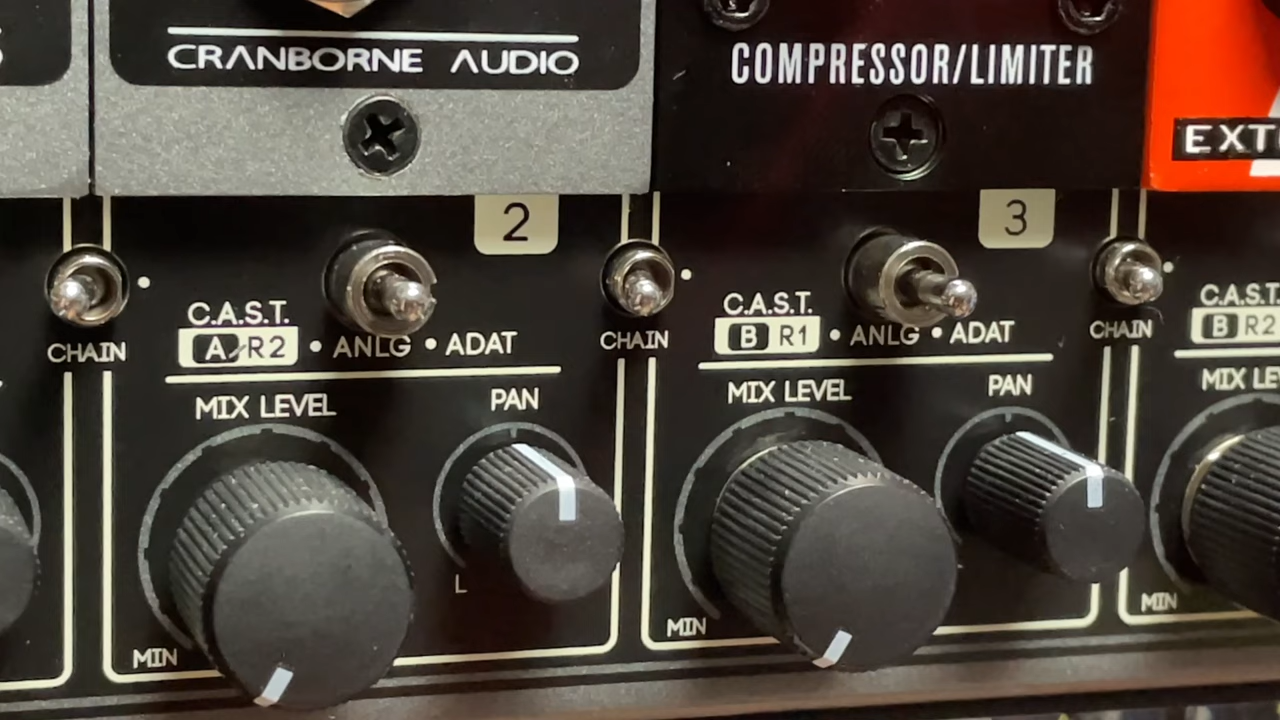 CRANBORNE AUDIO
COMPRESSOR/LIMITER
EXT
2
3
C.A.S.T.
A R2 • ANLG • ADAT
CHAIN
MIX LEVEL
PAN
L
MIN
CHAIN
C.A.S.T.
B R1 • ANLG • ADAT
MIX LEVEL
PAN
MIN
CHAIN
C.A.S.T.
B R2
MIX LE
MIN